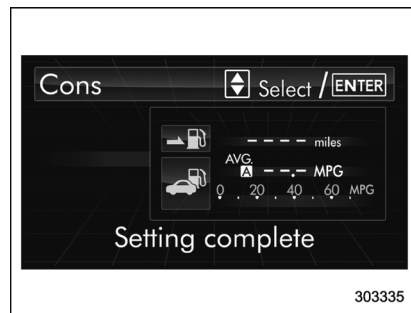 Cons Select / ENTER
---- miles
AVG.
A --.- MPG
0 20 40 60 MPG
Setting complete
303335